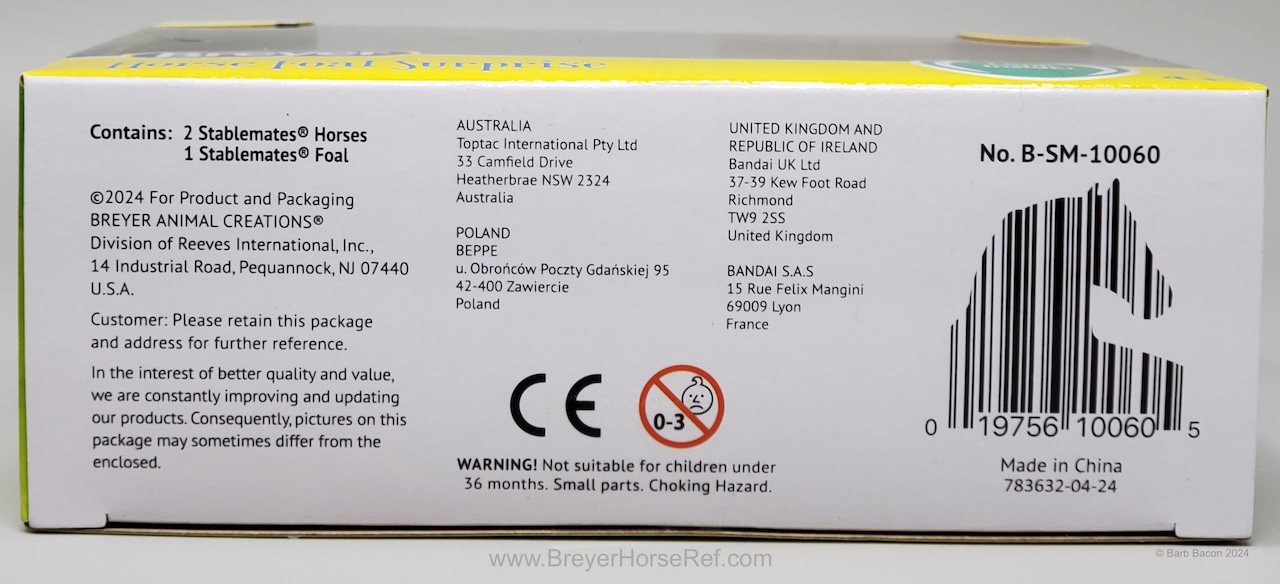 Horse Foal Surprise
Contains: 2 Stablemates® Horses
1 Stablemates® Foal
©2024 For Product and Packaging
BREYER ANIMAL CREATIONS®
Division of Reeves International, Inc.,
14 Industrial Road, Pequannock, NJ 07440
U.S.A.
Customer: Please retain this package
and address for further reference.
In the interest of better quality and value,
we are constantly improving and updating
our products. Consequently, pictures on this
package may sometimes differ from the
enclosed.
AUSTRALIA
Toptac International Pty Ltd
33 Camfield Drive
Heatherbrae NSW 2324
Australia
POLAND
BEPPE
u. Obrońców Poczty Gdańskiej 95
42-400 Zawiercie
Poland
UNITED KINGDOM AND
REPUBLIC OF IRELAND
Bandai UK Ltd
37-39 Kew Foot Road
Richmond
TW9 2SS
United Kingdom
BANDAI S.A.S
15 Rue Felix Mangini
69009 Lyon
France
CE
0-3
WARNING! Not suitable for children under
36 months. Small parts. Choking Hazard.
No. B-SM-10060
0 19756 10060 5
Made in China
783632-04-24
www.BreyerHorseRef.com
© Barb Bacon 2024